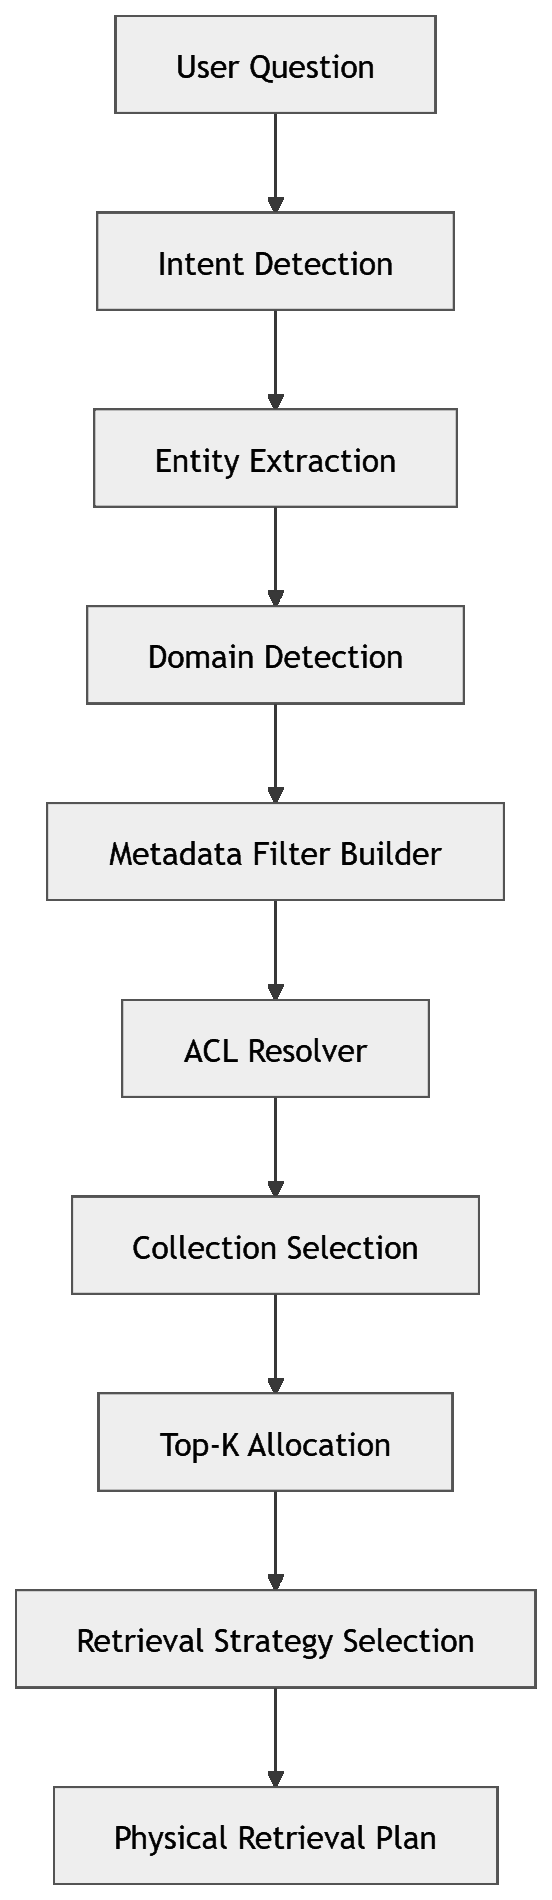 User Question
Intent Detection
Entity Extraction
Domain Detection
Metadata Filter Builder
ACL Resolver
Collection Selection
Top-K Allocation
Retrieval Strategy Selection
Physical Retrieval Plan